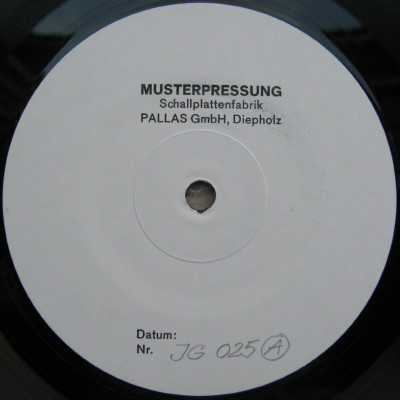 MUSTERPRESSUNG
Schallplattenfabrik
PALLAS GmbH, Diepholz
Datum:
Nr. JG 025 A